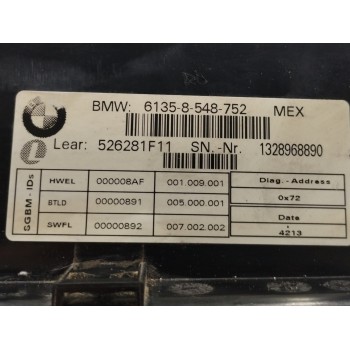 BMW: 6135-8-548-752 MEX
Lear: 526281F11 SN.-Nr. 1328968890
SGBM-IDs
HWEL 000008AF 001.009.001 Diag.-Address
BTLD 00000891 005.000.001 0x72
SWFL 00000892 007.002.002 Date
4213